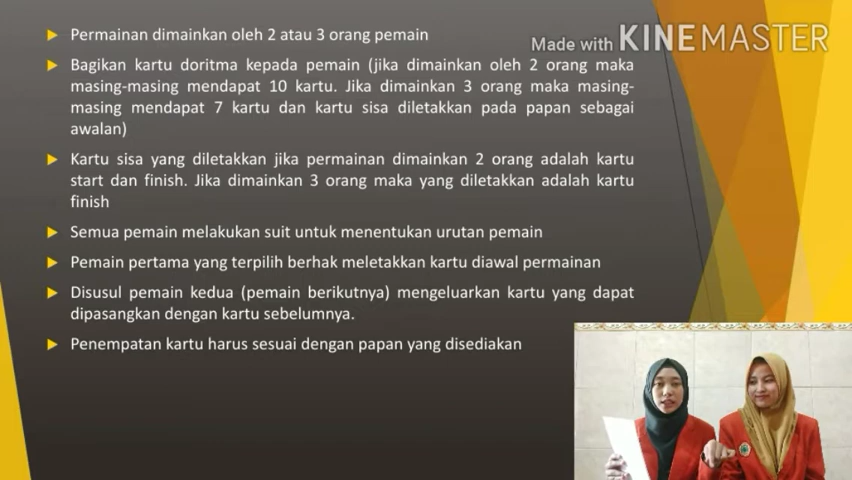 Made with KINEMASTER
Permainan dimainkan oleh 2 atau 3 orang pemain
Bagikan kartu doritma kepada pemain (jika dimainkan oleh 2 orang maka
masing-masing mendapat 10 kartu. Jika dimainkan 3 orang maka masing-
masing mendapat 7 kartu dan kartu sisa diletakkan pada papan sebagai
awalan)
Kartu sisa yang diletakkan jika permainan dimainkan 2 orang adalah kartu
start dan finish. Jika dimainkan 3 orang maka yang diletakkan adalah kartu
finish
Semua pemain melakukan suit untuk menentukan urutan pemain
Pemain pertama yang terpilih berhak meletakkan kartu diawal permainan
Disusul pemain kedua (pemain berikutnya) mengeluarkan kartu yang dapat
dipasangkan dengan kartu sebelumnya.
Penempatan kartu harus sesuai dengan papan yang disediakan